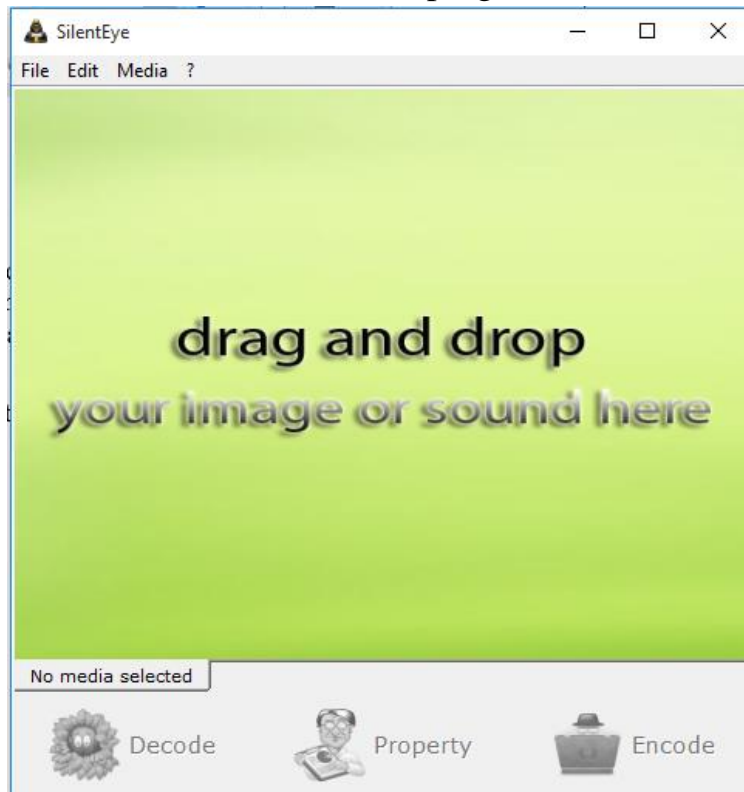 SilentEye
File Edit Media ?
drag and drop
your image or sound here
No media selected
Decode Property Encode